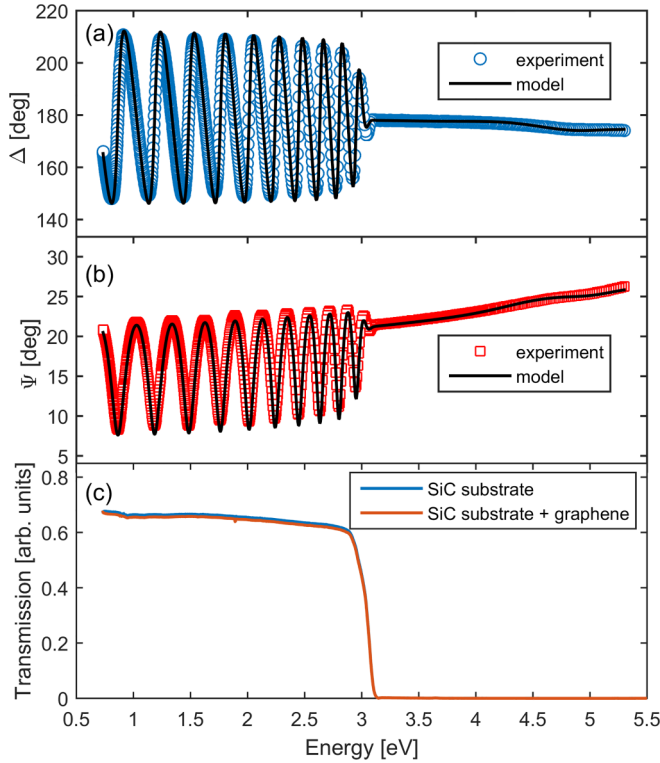 220
(a)
200
180
160
140
Δ [deg]
experiment
model
30
(b)
25
20
15
10
5
Ψ [deg]
experiment
model
0.8
(c)
0.6
0.4
0.2
0
Transmission [arb. units]
SiC substrate
SiC substrate + graphene
0.5 1 1.5 2 2.5 3 3.5 4 4.5 5 5.5
Energy [eV]